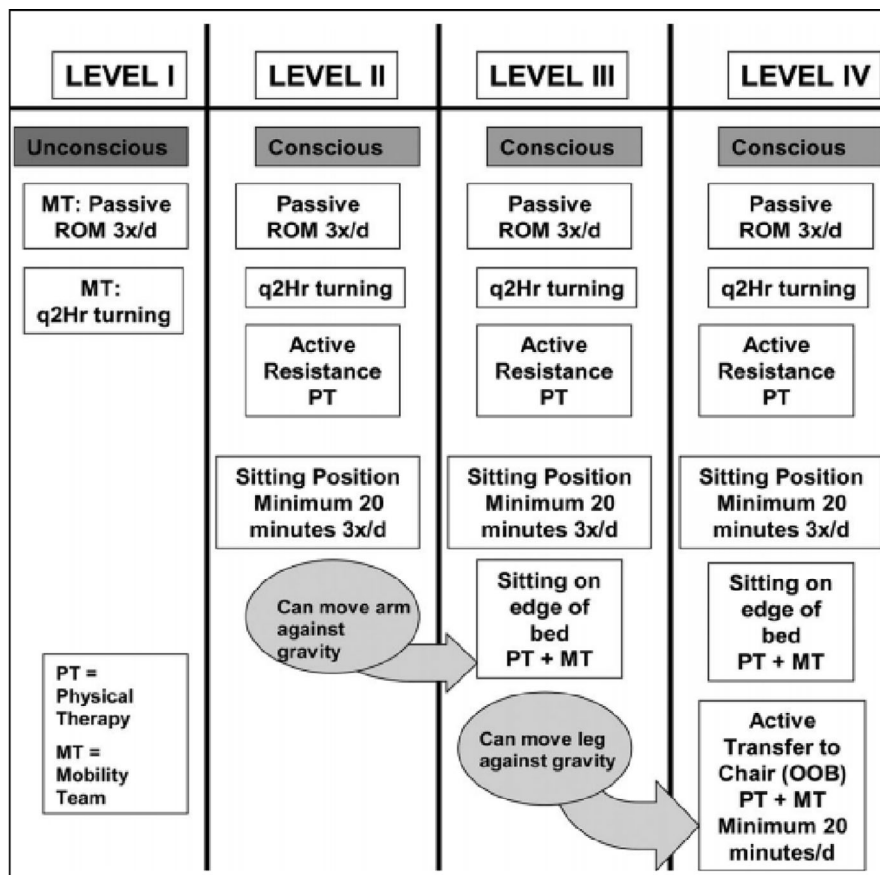 LEVEL I
LEVEL II
LEVEL III
LEVEL IV
Unconscious
Conscious
Conscious
Conscious
MT: Passive
ROM 3x/d
Passive
ROM 3x/d
Passive
ROM 3x/d
Passive
ROM 3x/d
MT:
q2Hr turning
q2Hr turning
q2Hr turning
q2Hr turning
Active
Resistance
PT
Active
Resistance
PT
Active
Resistance
PT
Sitting Position
Minimum 20
minutes 3x/d
Sitting Position
Minimum 20
minutes 3x/d
Sitting Position
Minimum 20
minutes 3x/d
Can move arm
against
gravity
Sitting on
edge of
bed
PT + MT
Sitting on
edge of
bed
PT + MT
PT =
Physical
Therapy
MT =
Mobility
Team
Can move leg
against gravity
Active
Transfer to
Chair (OOB)
PT + MT
Minimum 20
minutes/d